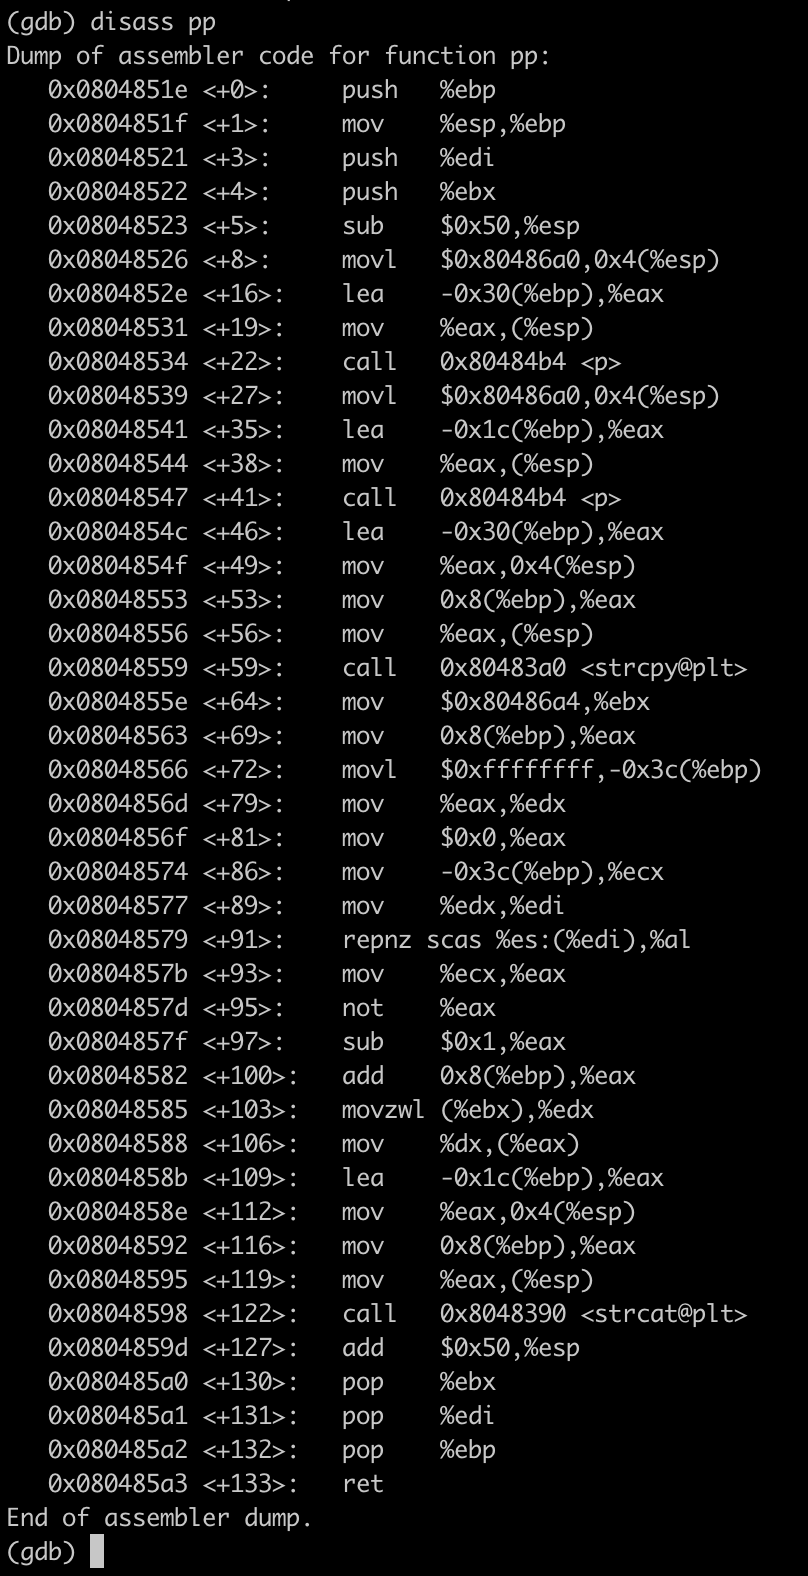 (gdb) disass pp
Dump of assembler code for function pp:
   0x0804851e <+0>:     push   %ebp
   0x0804851f <+1>:     mov    %esp,%ebp
   0x08048521 <+3>:     push   %edi
   0x08048522 <+4>:     push   %ebx
   0x08048523 <+5>:     sub    $0x50,%esp
   0x08048526 <+8>:     movl   $0x80486a0,0x4(%esp)
   0x0804852e <+16>:    lea    -0x30(%ebp),%eax
   0x08048531 <+19>:    mov    %eax,(%esp)
   0x08048534 <+22>:    call   0x80484b4 <p>
   0x08048539 <+27>:    movl   $0x80486a0,0x4(%esp)
   0x08048541 <+35>:    lea    -0x1c(%ebp),%eax
   0x08048544 <+38>:    mov    %eax,(%esp)
   0x08048547 <+41>:    call   0x80484b4 <p>
   0x0804854c <+46>:    lea    -0x30(%ebp),%eax
   0x0804854f <+49>:    mov    %eax,0x4(%esp)
   0x08048553 <+53>:    mov    0x8(%ebp),%eax
   0x08048556 <+56>:    mov    %eax,(%esp)
   0x08048559 <+59>:    call   0x80483a0 <strcpy@plt>
   0x0804855e <+64>:    mov    $0x80486a4,%ebx
   0x08048563 <+69>:    mov    0x8(%ebp),%eax
   0x08048566 <+72>:    movl   $0xffffffff,-0x3c(%ebp)
   0x0804856d <+79>:    mov    %eax,%edx
   0x0804856f <+81>:    mov    $0x0,%eax
   0x08048574 <+86>:    mov    -0x3c(%ebp),%ecx
   0x08048577 <+89>:    mov    %edx,%edi
   0x08048579 <+91>:    repnz scas %es:(%edi),%al
   0x0804857b <+93>:    mov    %ecx,%eax
   0x0804857d <+95>:    not    %eax
   0x0804857f <+97>:    sub    $0x1,%eax
   0x08048582 <+100>:   add    0x8(%ebp),%eax
   0x08048585 <+103>:   movzwl (%ebx),%edx
   0x08048588 <+106>:   mov    %dx,(%eax)
   0x0804858b <+109>:   lea    -0x1c(%ebp),%eax
   0x0804858e <+112>:   mov    %eax,0x4(%esp)
   0x08048592 <+116>:   mov    0x8(%ebp),%eax
   0x08048595 <+119>:   mov    %eax,(%esp)
   0x08048598 <+122>:   call   0x8048390 <strcat@plt>
   0x0804859d <+127>:   add    $0x50,%esp
   0x080485a0 <+130>:   pop    %ebx
   0x080485a1 <+131>:   pop    %edi
   0x080485a2 <+132>:   pop    %ebp
   0x080485a3 <+133>:   ret
End of assembler dump.
(gdb)